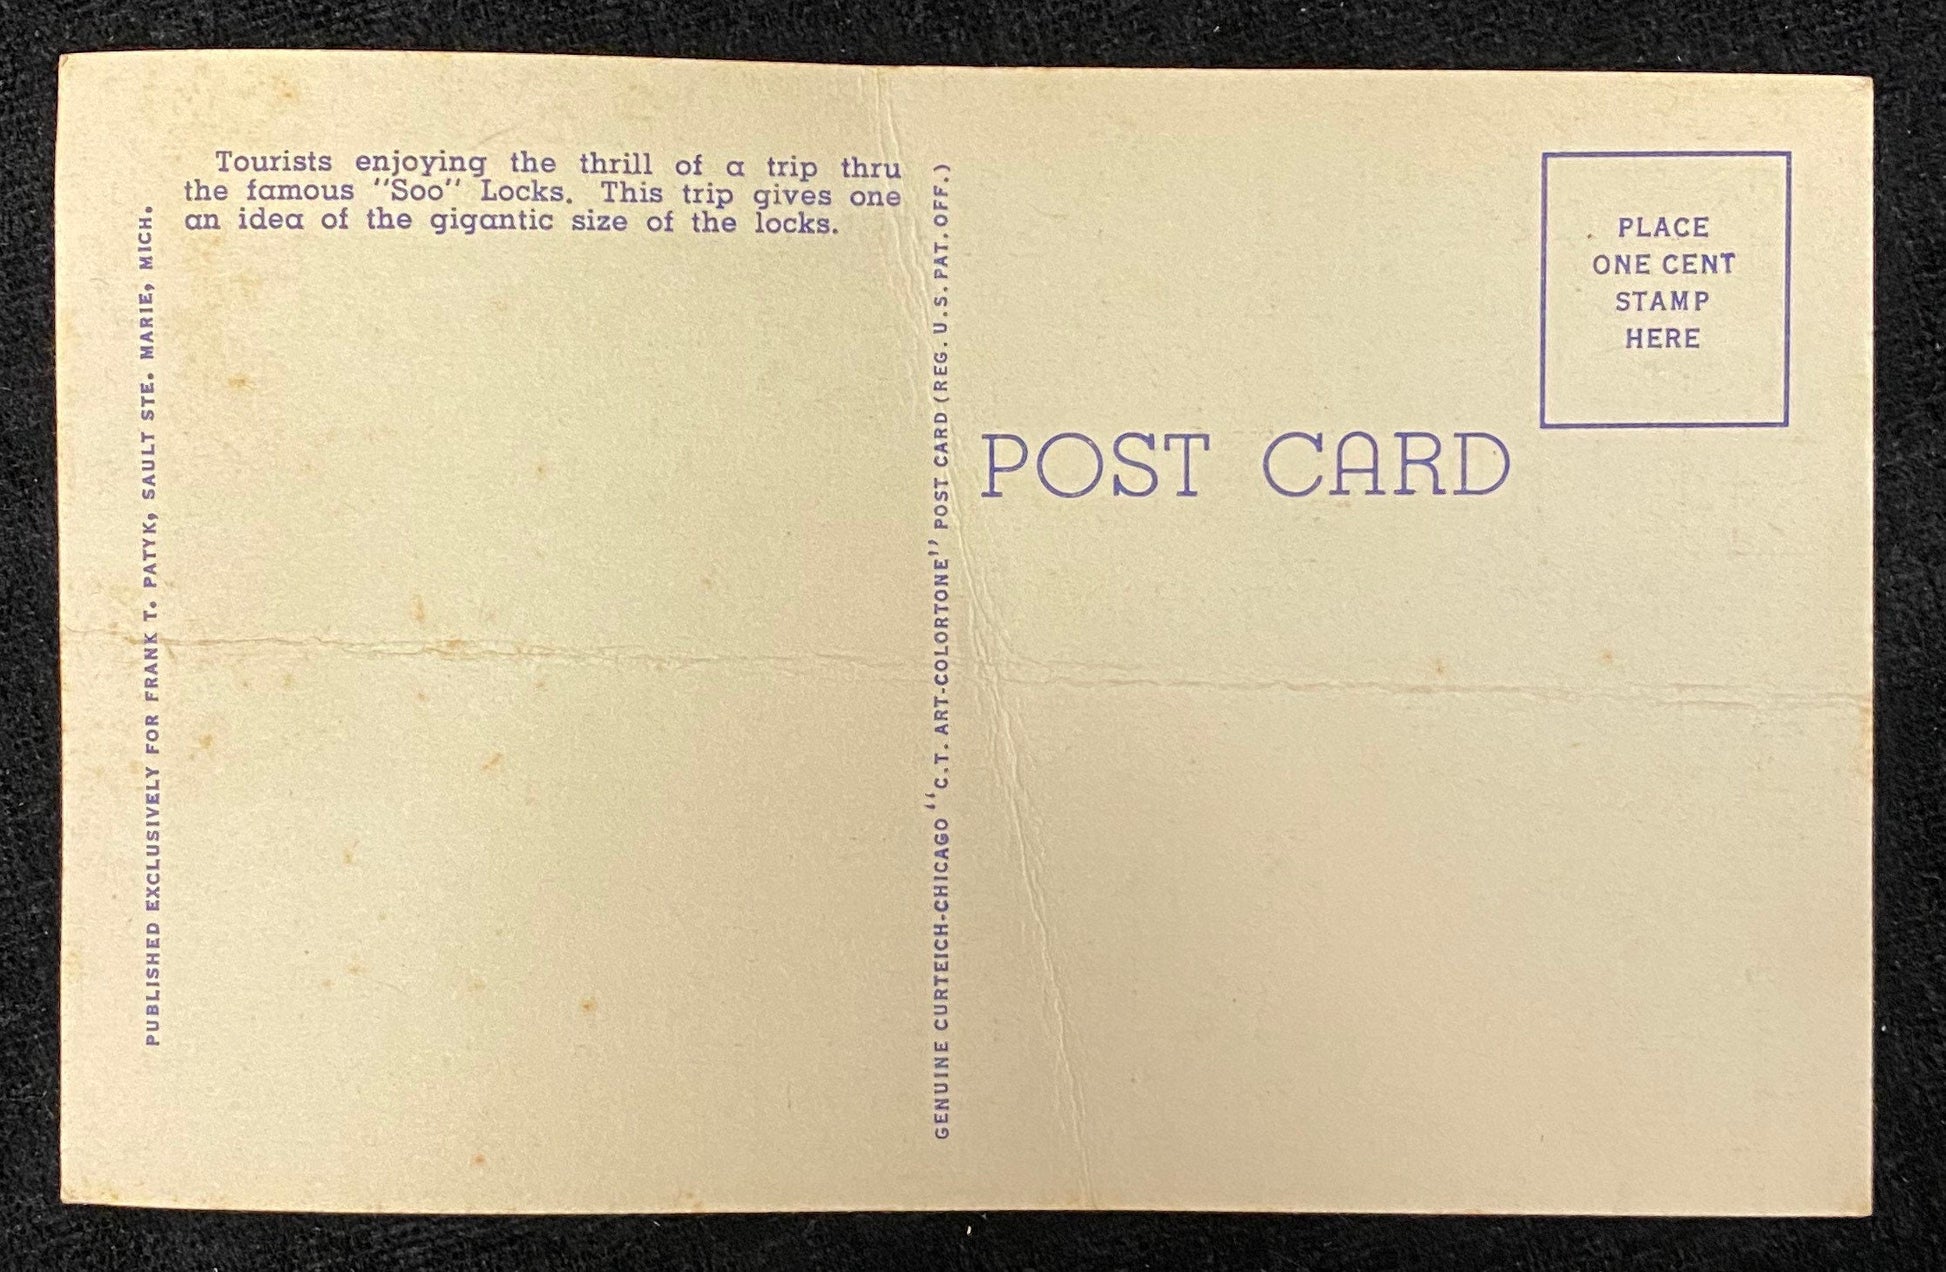 Tourists enjoying the thrill of a trip thru
the famous "Soo" Locks. This trip gives one
an idea of the gigantic size of the locks.
PUBLISHED EXCLUSIVELY FOR FRANK T. PATYK, SAULT STE. MARIE, MICH.
GENUINE CURTEICH-CHICAGO "C.T. ART-COLORTONE" POST CARD (REG. U.S. PAT. OFF.)
POST CARD
PLACE
ONE CENT
STAMP
HERE